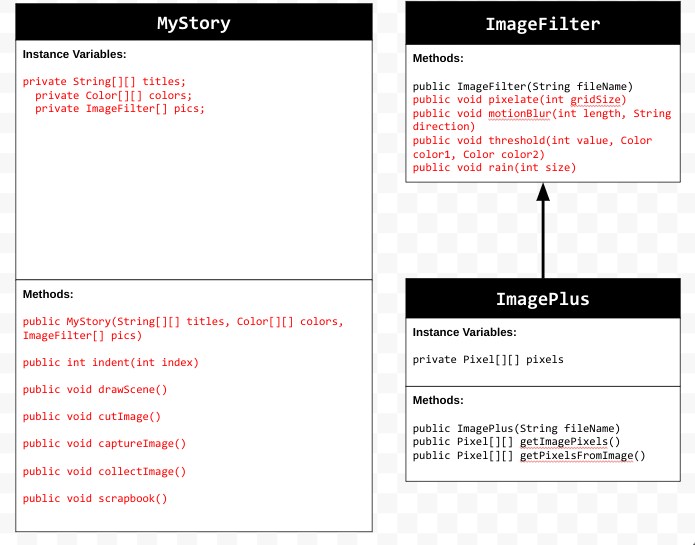 MyStory
Instance Variables:
private String[][] titles;
private Color[][] colors;
private ImageFilter[] pics;
Methods:
public MyStory(String[][] titles, Color[][] colors,
ImageFilter[] pics)
public int indent(int index)
public void drawScene()
public void cutImage()
public void captureImage()
public void collectImage()
public void scrapbook()
ImageFilter
Methods:
public ImageFilter(String fileName)
public void pixelate(int gridSize)
public void motionBlur(int length, String
direction)
public void threshold(int value, Color
color1, Color color2)
public void rain(int size)
ImagePlus
Instance Variables:
private Pixel[][] pixels
Methods:
public ImagePlus(String fileName)
public Pixel[][] getImagePixels()
public Pixel[][] getPixelsFromImage()